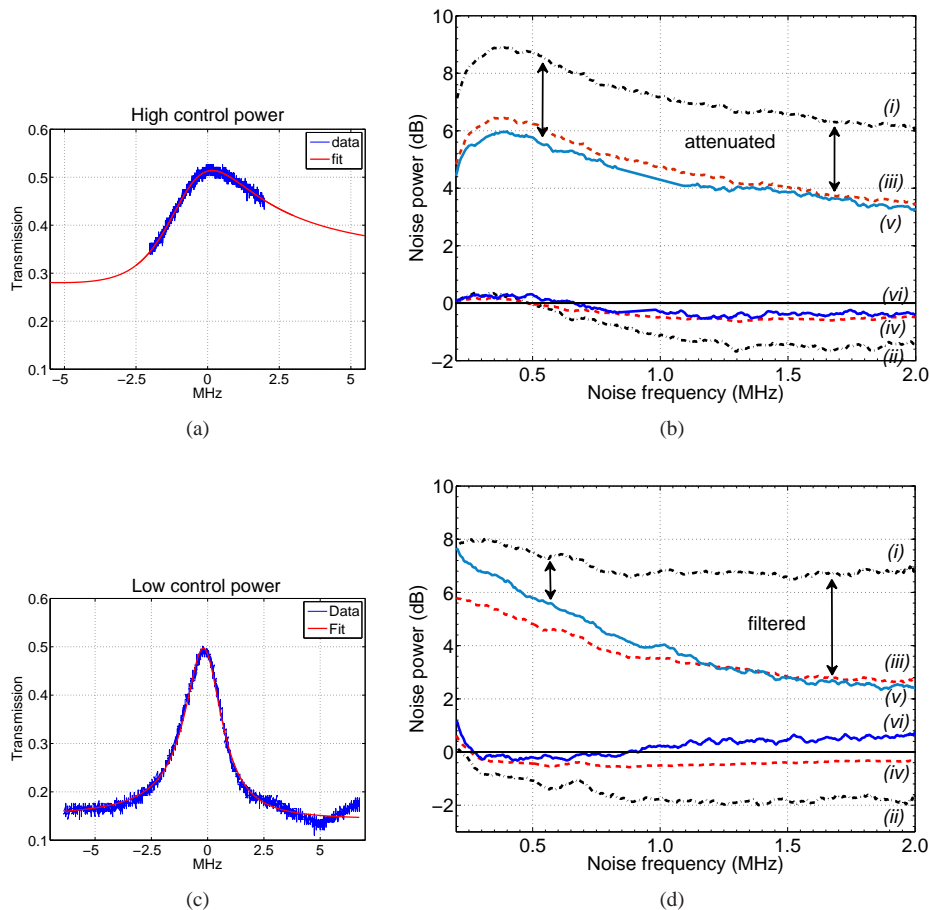 (a)
High control power
Transmission
0.6
0.5
0.4
0.3
0.2
0.1
data
fit
−5
−2.5
0
2.5
5
MHz
(a)
(b)
Noise power (dB)
10
8
6
4
2
0
−2
(i)
attenuated
(iii)
(v)
(vi)
(iv)
(ii)
0.5
1.0
1.5
2.0
Noise frequency (MHz)
(b)
(c)
Low control power
Transmission
0.6
0.5
0.4
0.3
0.2
0.1
Data
Fit
−5
−2.5
0
2.5
5
MHz
(c)
(d)
Noise power (dB)
10
8
6
4
2
0
−2
(i)
filtered
(iii)
(v)
(vi)
(iv)
(ii)
0.5
1.0
1.5
2.0
Noise frequency (MHz)
(d)